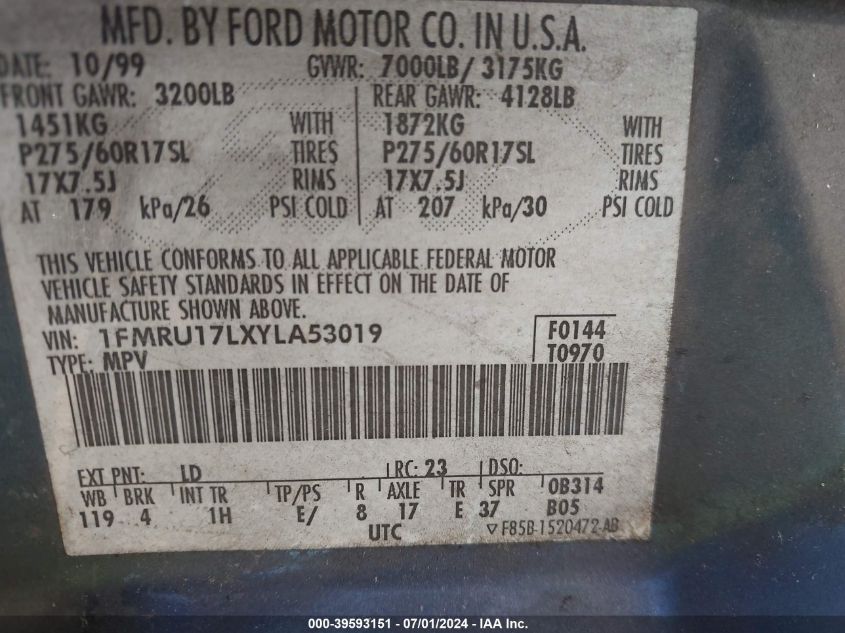 MFD. BY FORD MOTOR CO. IN U.S.A.
DATE: 10/99 GVWR: 7000LB/ 3175KG
FRONT GAWR: 3200LB REAR GAWR: 4128LB
1451KG WITH 1872KG WITH
P275/60R17SL TIRES P275/60R17SL TIRES
17X7.5J RIMS 17X7.5J RIMS
AT 179 kPa/26 PSI COLD AT 207 kPa/30 PSI COLD
THIS VEHICLE CONFORMS TO ALL APPLICABLE FEDERAL MOTOR
VEHICLE SAFETY STANDARDS IN EFFECT ON THE DATE OF
MANUFACTURE SHOWN ABOVE.
VIN: 1FMRU17LXYLA53019 F0144
TYPE: MPV T0970
EXT PNT: LD RC: 23 DSO:
WB BRK INT TR TP/PS R AXLE TR SPR 0B314
119 4 1H E/ 8 17 E 37 B05
UTC ▽ F85B-1520472-AB
000-39593151 - 07/01/2024 - IAA Inc.